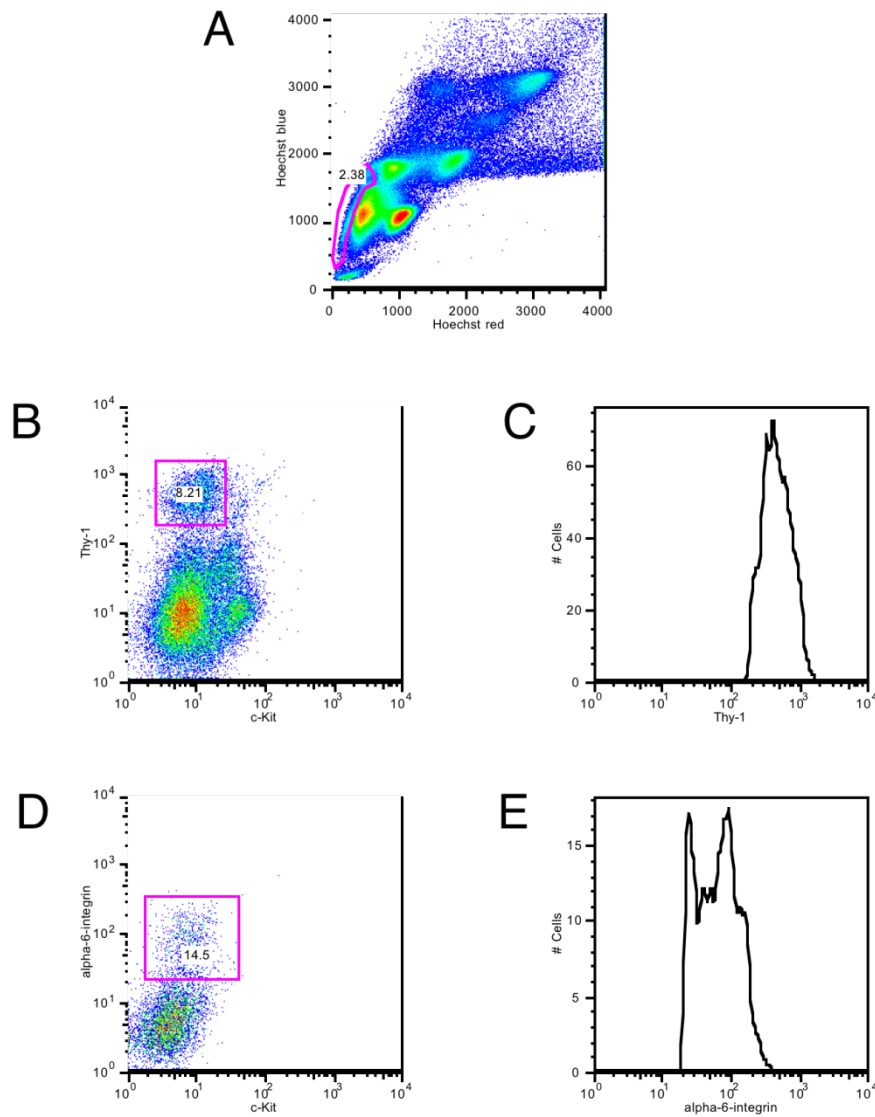 A
4000
3000
2000
1000
0
Hoechst blue
2.38
0 1000 2000 3000 4000
Hoechst red
B
10^4
10^3
10^2
10^1
10^0
Thy-1
8.21
10^0 10^1 10^2 10^3 10^4
c-Kit
C
60
40
20
0
# Cells
10^0 10^1 10^2 10^3 10^4
Thy-1
D
10^4
10^3
10^2
10^1
10^0
alpha-6-integrin
14.5
10^0 10^1 10^2 10^3 10^4
c-Kit
E
15
10
5
0
# Cells
10^0 10^1 10^2 10^3 10^4
alpha-6-integrin